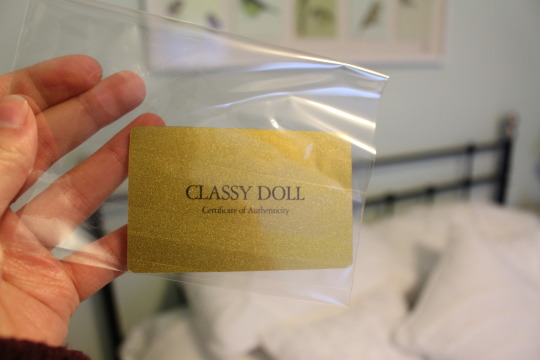 CLASSY DOLL
Certificate of Authenticity